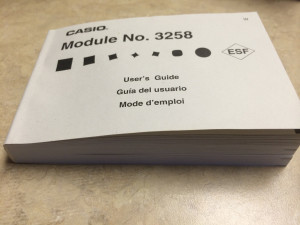 CASIO.
Module No. 3258
ESF
User's Guide
Guía del usuario
Mode d'emploi